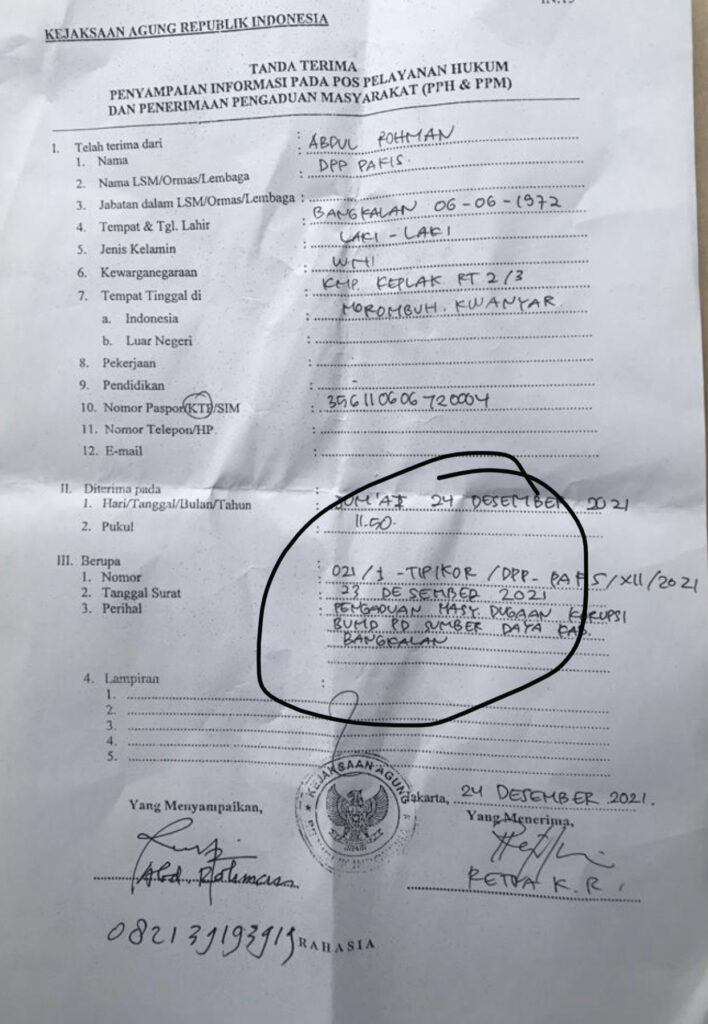 KEJAKSAAN AGUNG REPUBLIK INDONESIA
TANDA TERIMA
PENYAMPAIAN INFORMASI PADA POS PELAYANAN HUKUM
DAN PENERIMAAN PENGADUAN MASYARAKAT (PPH & PPM)
I. Telah terima dari
1. Nama : ABDUL ROHMAN
2. Nama LSM/Ormas/Lembaga : DPP PAKIS.
3. Jabatan dalam LSM/Ormas/Lembaga :
4. Tempat & Tgl. Lahir : BANGKALAN 06-06-1972
5. Jenis Kelamin : LAKI-LAKI
6. Kewarganegaraan : WNI
7. Tempat Tinggal di : KMP. KEPLAK RT 2/3
a. Indonesia : MOROMBUH. KWANYAR.
b. Luar Negeri :
8. Pekerjaan :
9. Pendidikan : -
10. Nomor Paspor/KTP/SIM :
11. Nomor Telepon/HP. :
12. E-mail :
II. Diterima pada
1. Hari/Tanggal/Bulan/Tahun : JUM'AT 24 DESEMBER 2021
2. Pukul : 11.50.
III. Berupa
1. Nomor : 021/1-TIPIKOR/DPP-PAKIS/XII/2021
2. Tanggal Surat : 23 DESEMBER 2021
3. Perihal : PENGADUAN MASY. DUGAAN KORUPSI
BUMD PD SUMBER DAYA KAB.
BANGKALAN
4. Lampiran :
1.
2.
3.
4.
5.
KEJAKSAAN AGUNG
Jakarta, 24 DESEMBER 2021.
Yang Menyampaikan,
Yang Menerima,
Abd Rahman
RETNA K.R.
RAHASIA